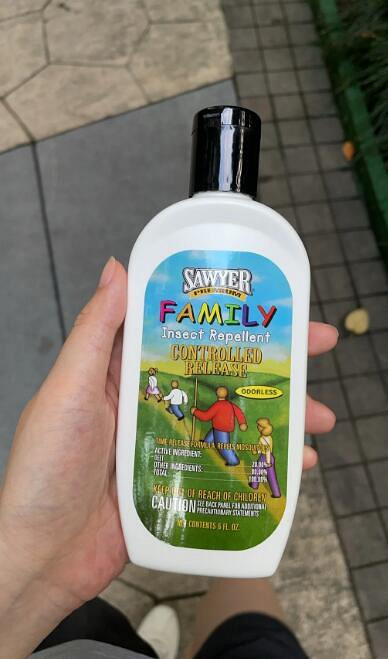 SAWYER
PREMIUM
FAMILY
Insect Repellent
CONTROLLED
RELEASE
ODORLESS
TIME RELEASE FORMULA REPELS
ACTIVE INGREDIENT:
DEET 20.00%
OTHER INGREDIENTS: 80.00%
TOTAL 100.00%
KEEP OUT OF REACH OF CHILDREN
CAUTION SEE BACK PANEL FOR ADDITIONAL
PRECAUTIONARY STATEMENTS
NET CONTENTS 6 FL. OZ.